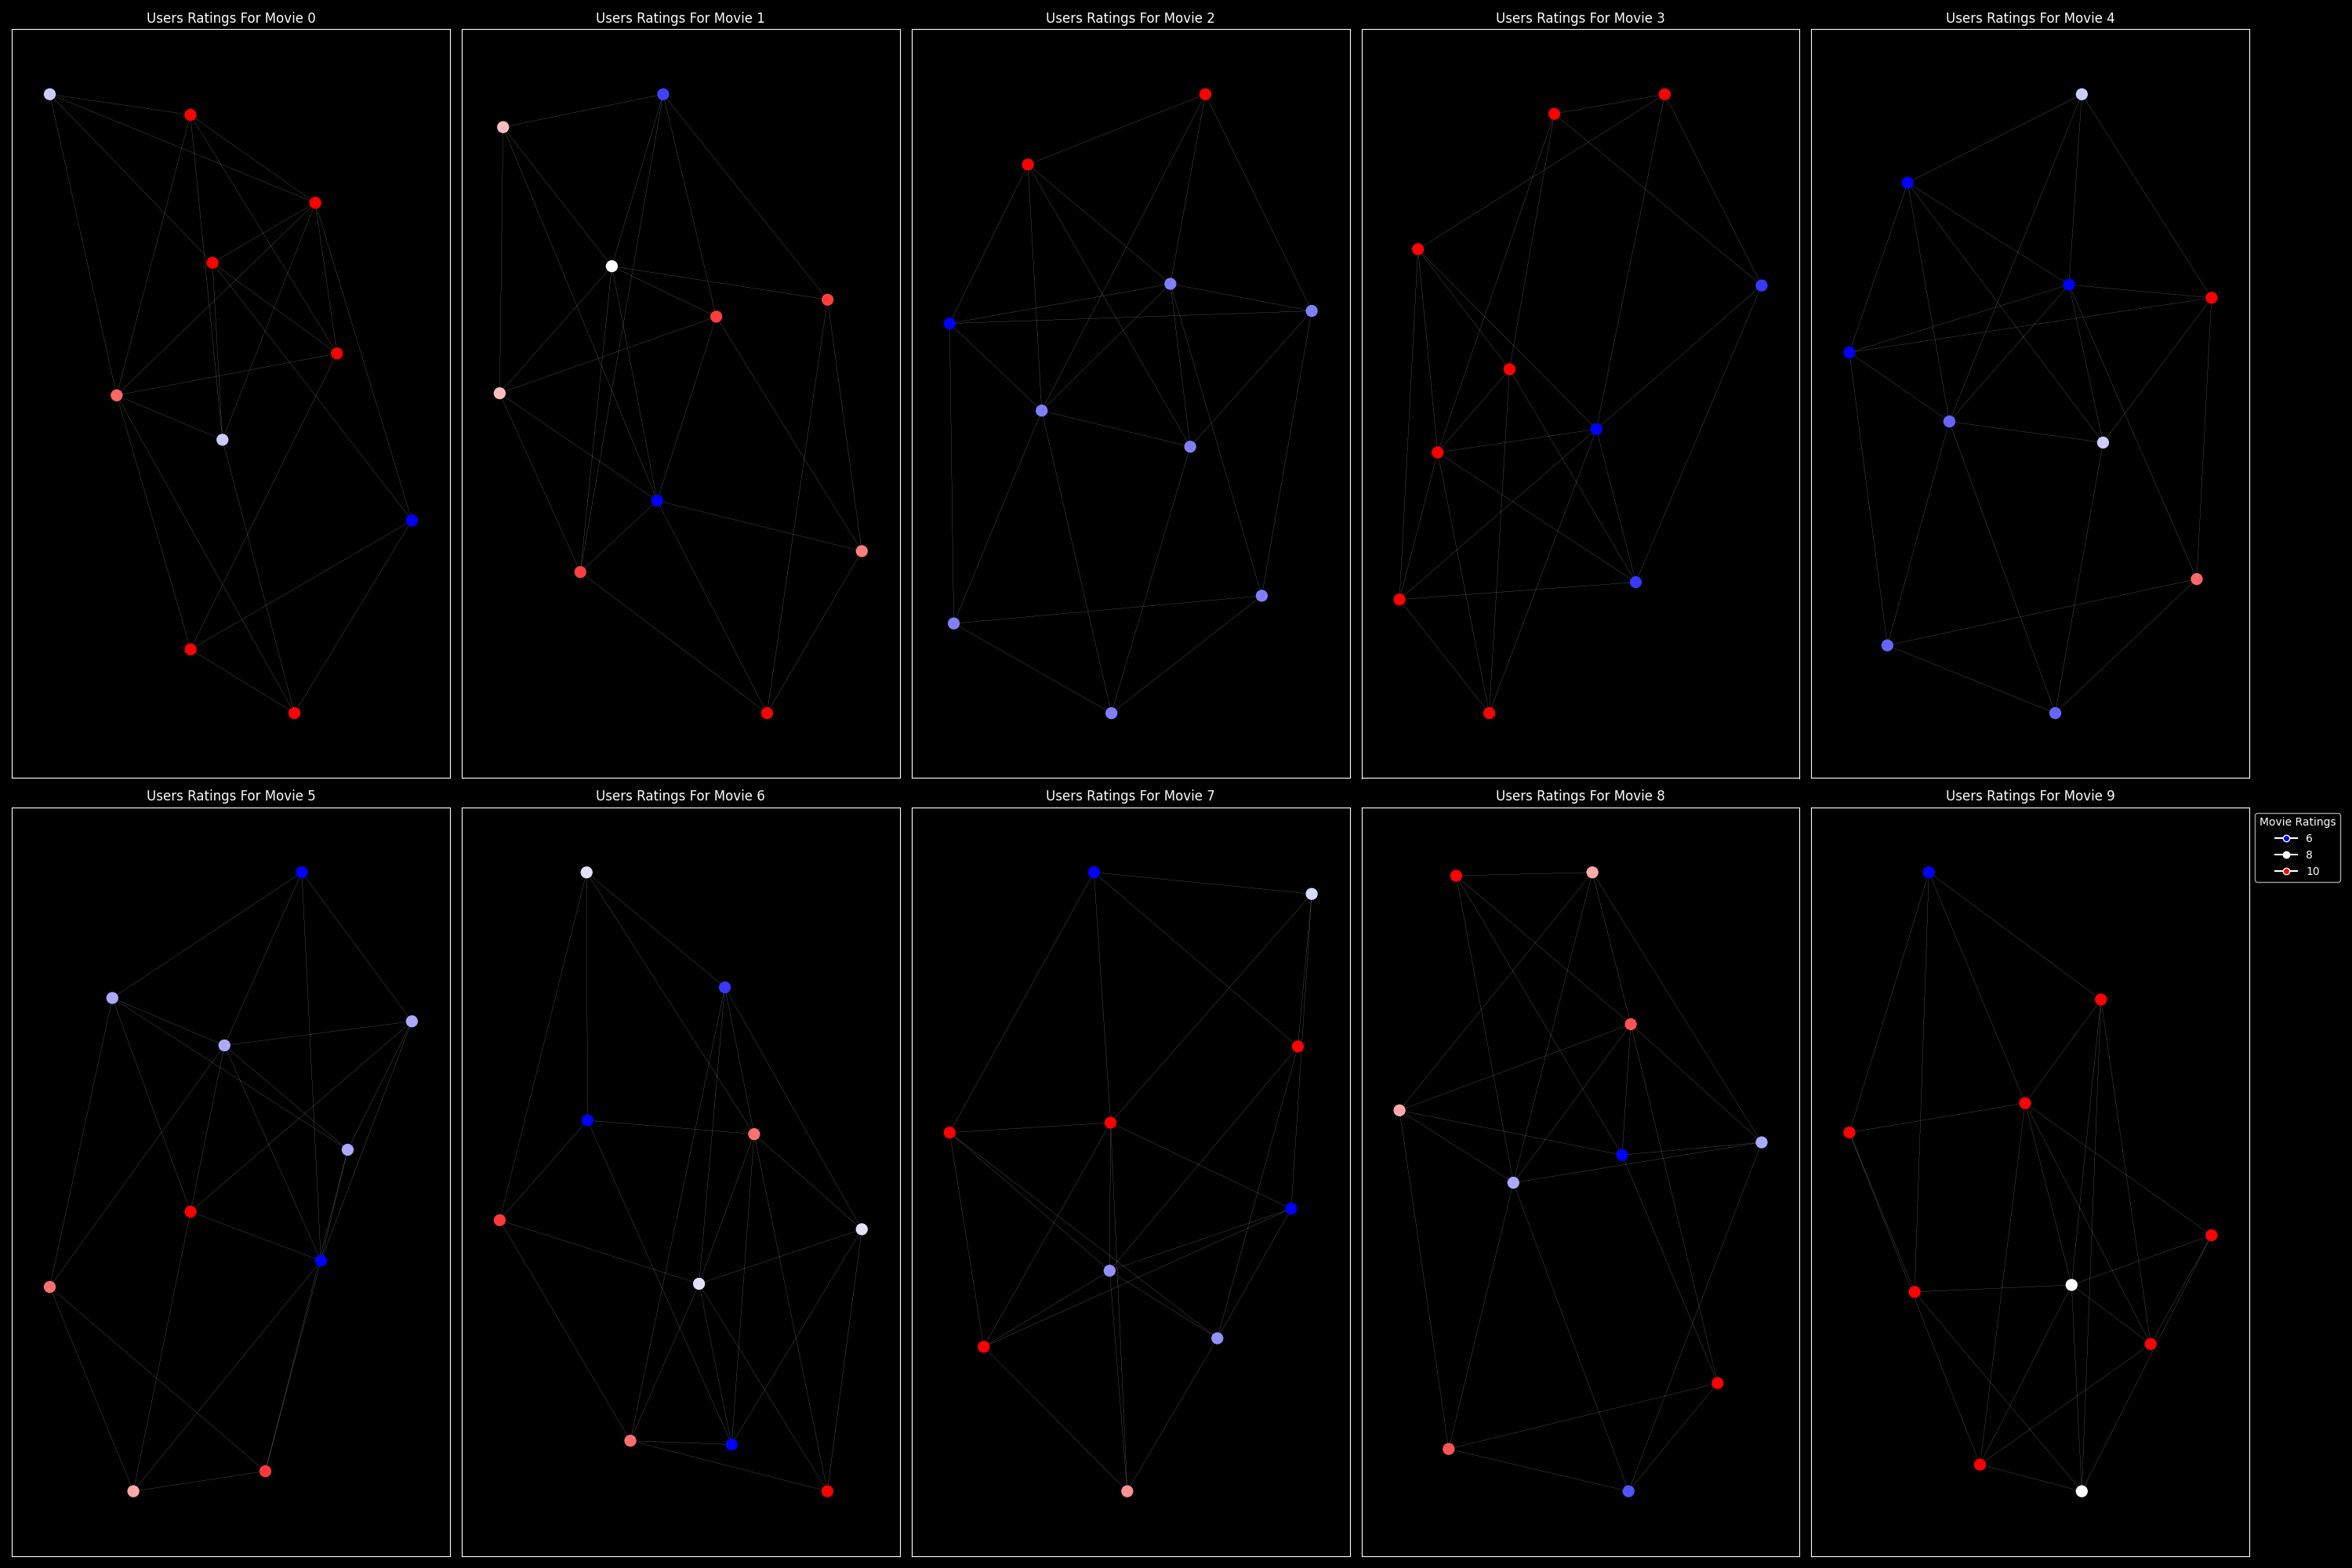 Users Ratings For Movie 0
Users Ratings For Movie 1
Users Ratings For Movie 2
Users Ratings For Movie 3
Users Ratings For Movie 4
Users Ratings For Movie 5
Users Ratings For Movie 6
Users Ratings For Movie 7
Users Ratings For Movie 8
Users Ratings For Movie 9
Movie Ratings
6
8
10